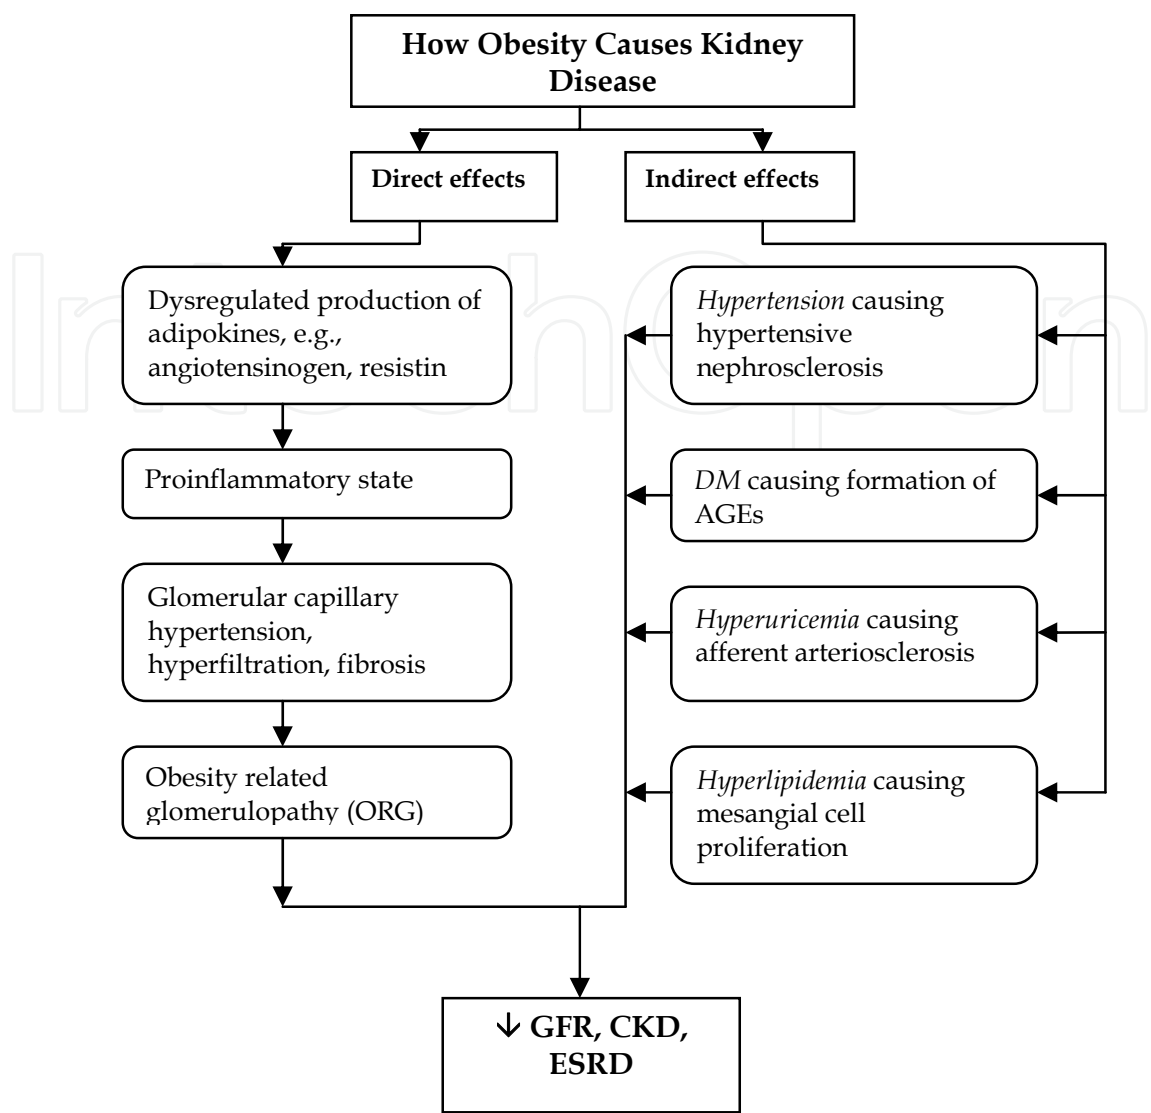 How Obesity Causes Kidney
Disease
Direct effects
Indirect effects
Dysregulated production of
adipokines, e.g.,
angiotensinogen, resistin
Proinflammatory state
Glomerular capillary
hypertension,
hyperfiltration, fibrosis
Obesity related
glomerulopathy (ORG)
Hypertension causing
hypertensive
nephrosclerosis
DM causing formation of
AGEs
Hyperuricemia causing
afferent arteriosclerosis
Hyperlipidemia causing
mesangial cell
proliferation
↓ GFR, CKD,
ESRD
IntechOpen